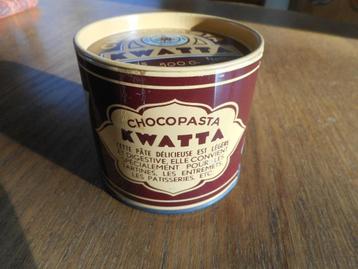 KWATTA
500 G.
CHOCOPASTA
KWATTA
CETTE PÂTE DÉLICIEUSE EST LÉGÈRE
ET DIGESTIVE, ELLE CONVIENT
SPÉCIALEMENT POUR LES
TARTINES, LES ENTREMETS,
LES PATISSERIES, ETC.